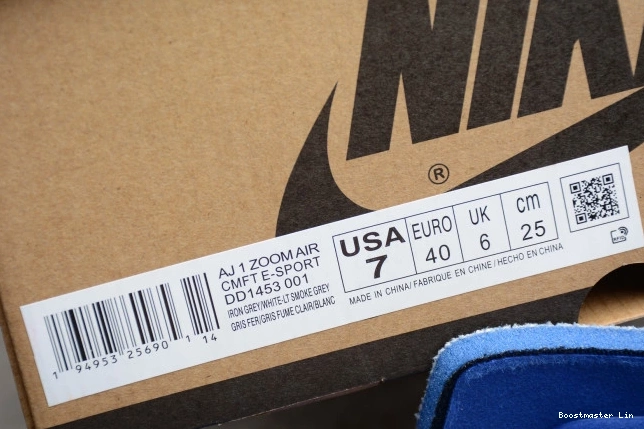 NIKE
®
AJ 1 ZOOM AIR
CMFT E-SPORT
DD1453 001
IRON GREY/WHITE-LT SMOKE GREY
GRIS FER/GRIS FUME CLAIR/BLANC
1 94953 25690 1 14
USA
7
EURO
40
UK
6
cm
25
MADE IN CHINA/ FABRIQUE EN CHINE / HECHO EN CHINA
RFID
Boostmaster Lin